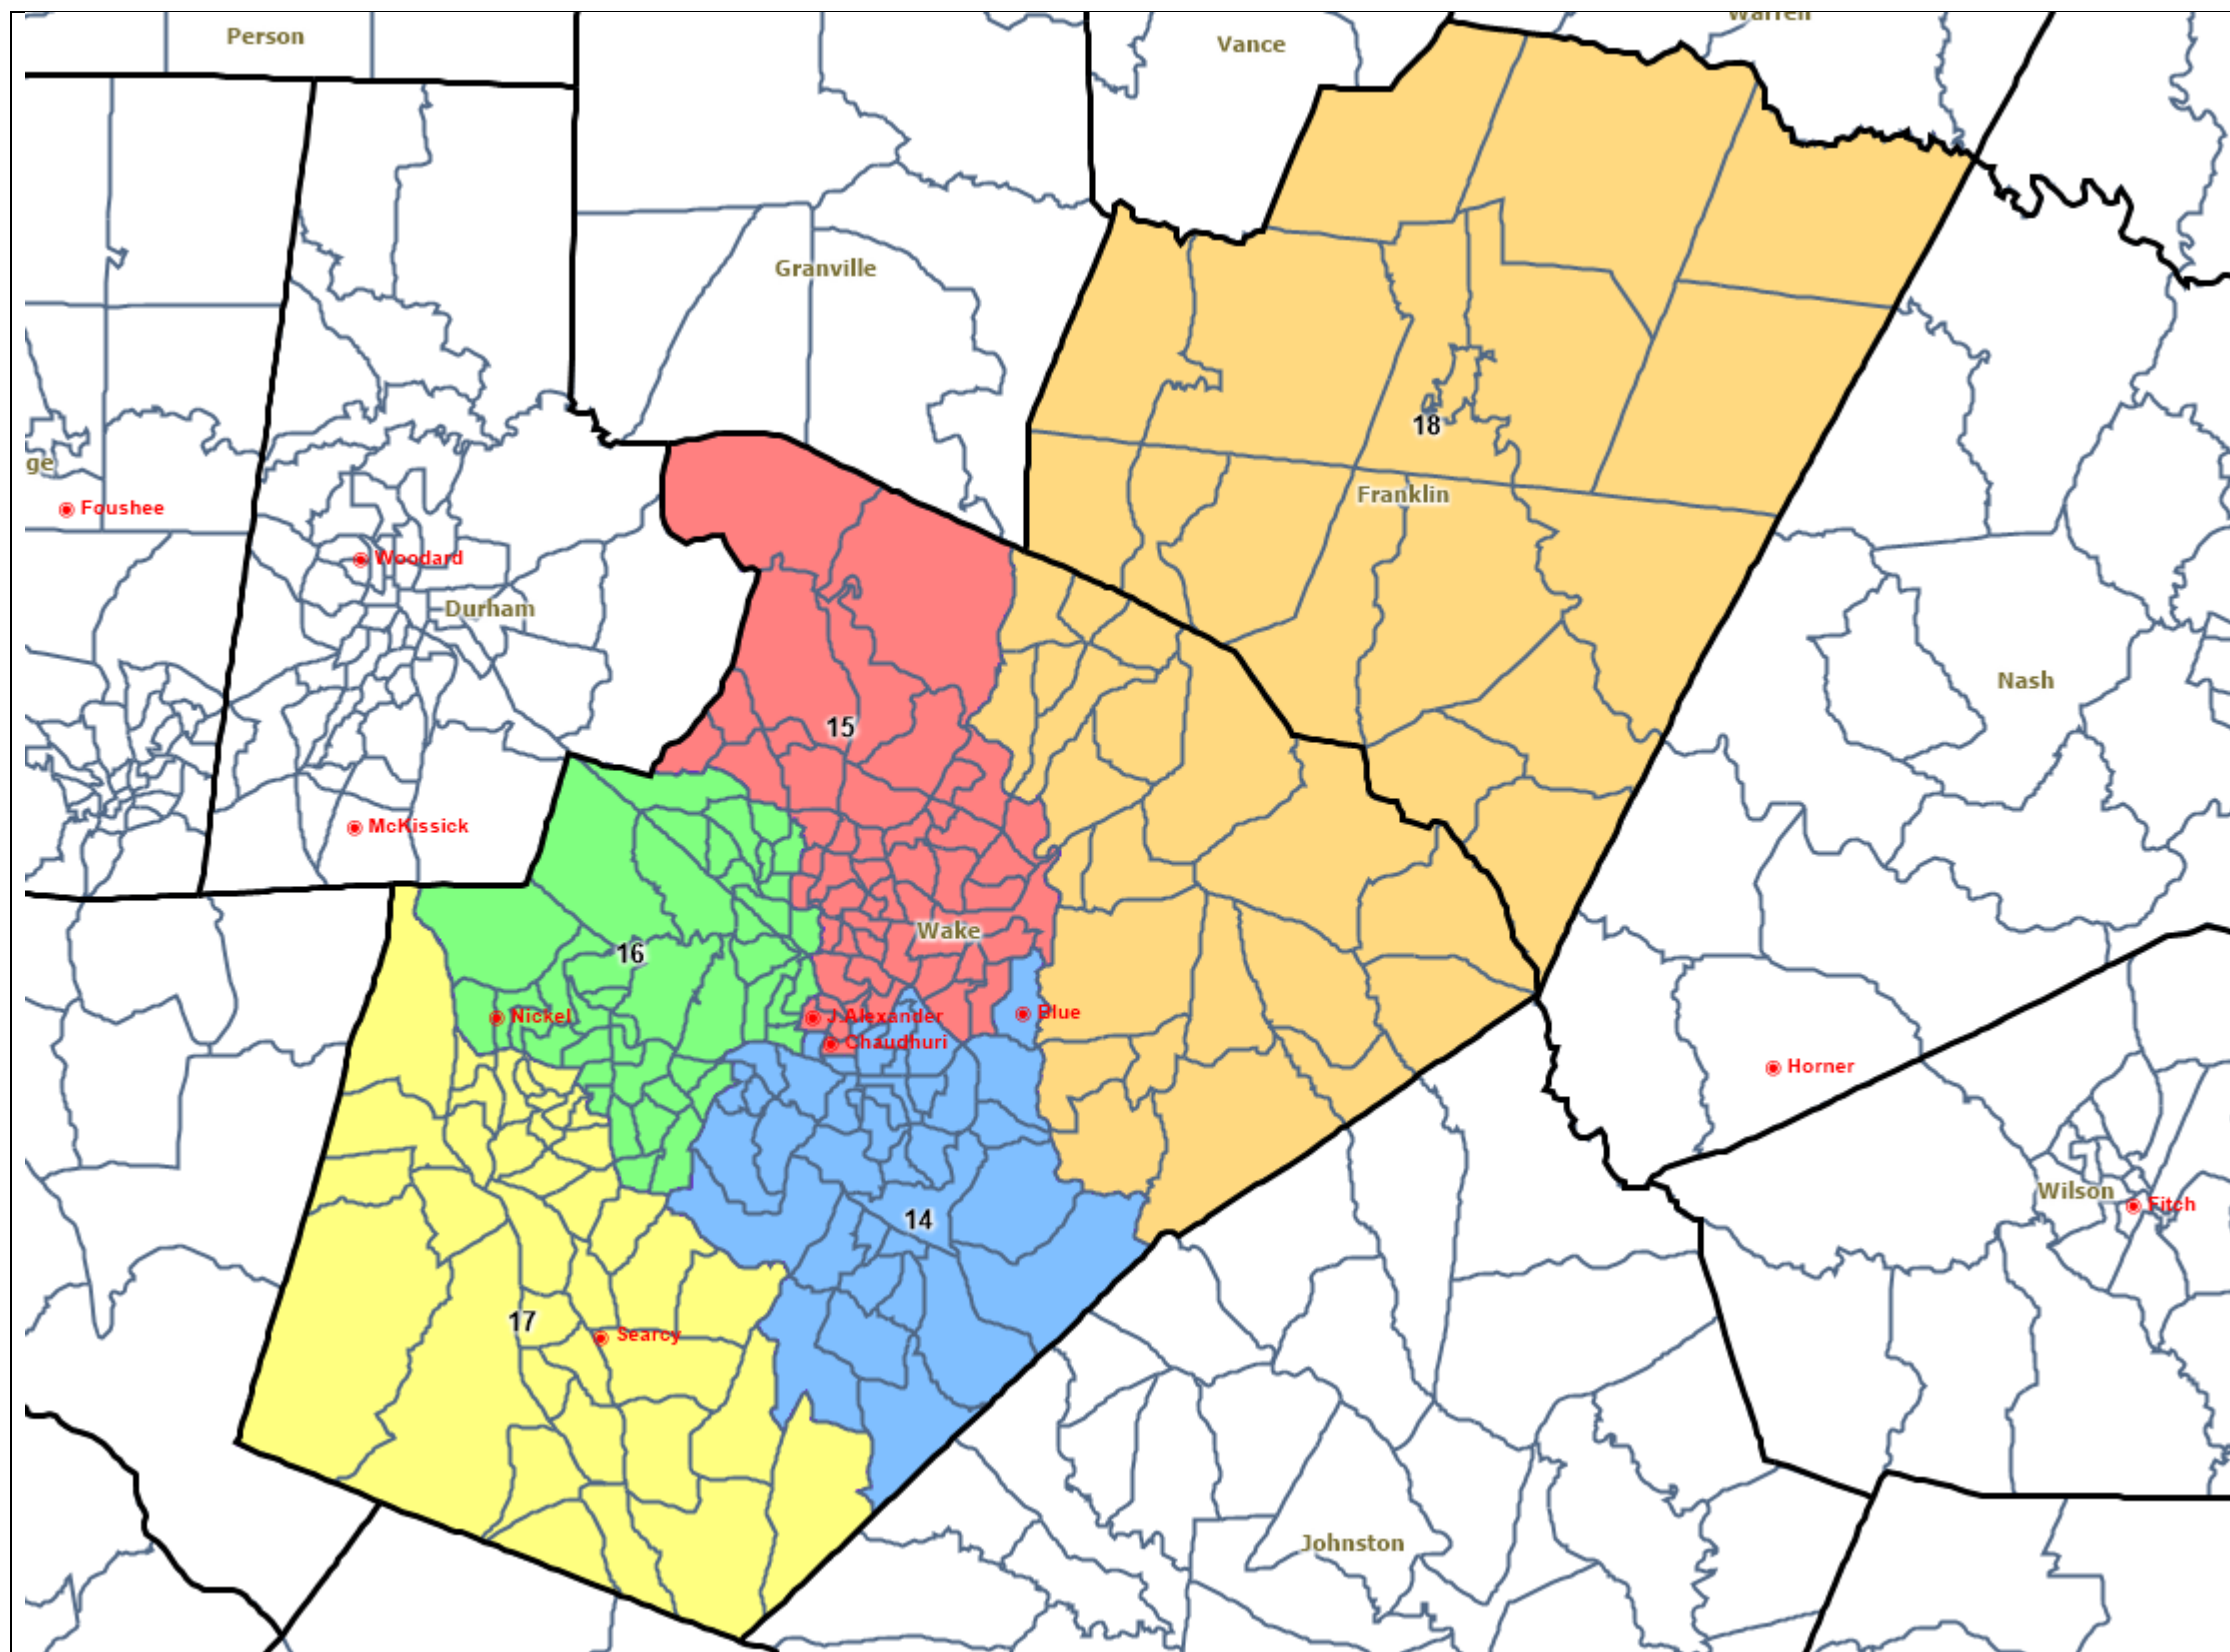 Person
Vance
Warren
Granville
18
ge
Franklin
Foushee
Woodard
Durham
Nash
15
McKissick
Wake
16
Nickel
J.Alexander
Blue
Chaudhuri
Horner
Wilson
Fitch
14
17
Searcy
Johnston